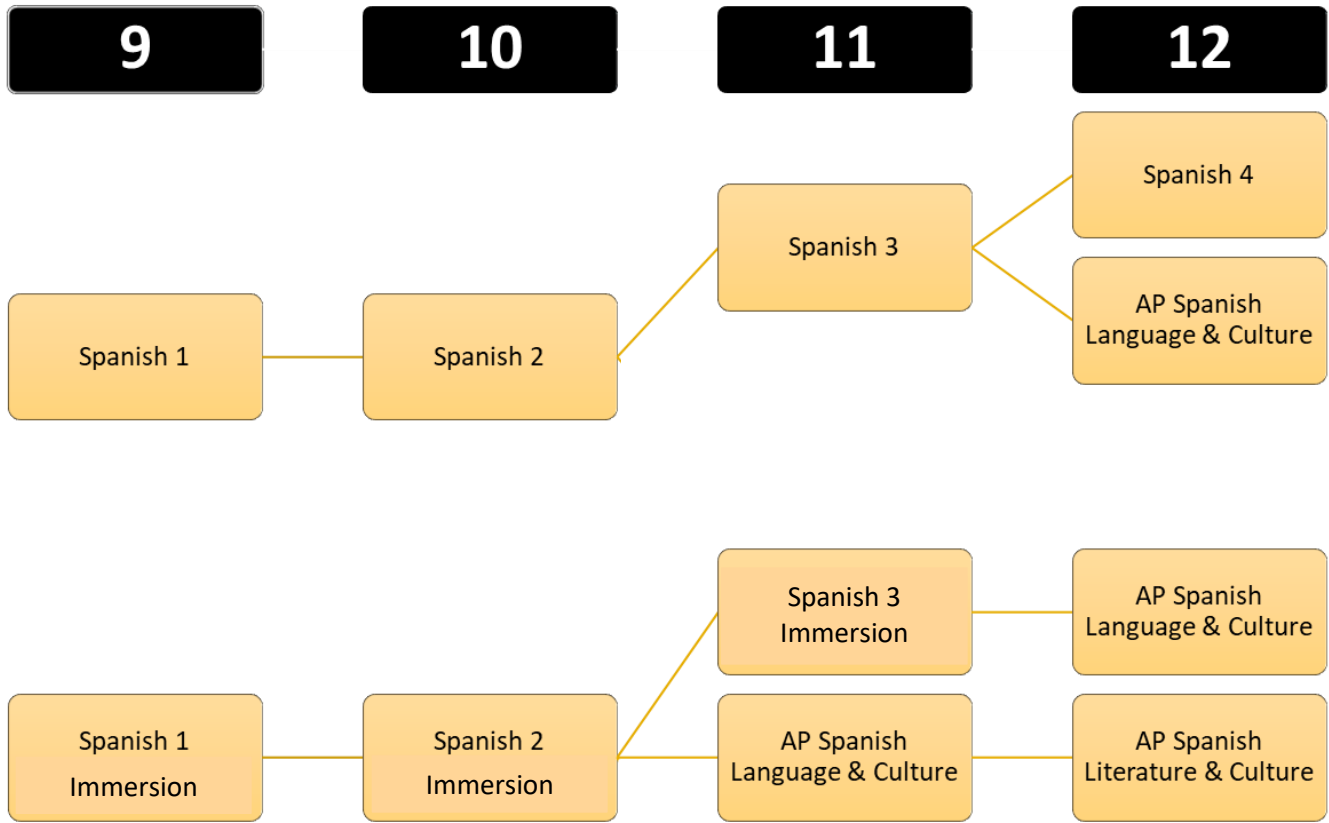 9
10
11
12
Spanish 1
Spanish 2
Spanish 3
Spanish 4
AP Spanish
Language & Culture
Spanish 1
Immersion
Spanish 2
Immersion
Spanish 3
Immersion
AP Spanish
Language & Culture
AP Spanish
Language & Culture
AP Spanish
Literature & Culture